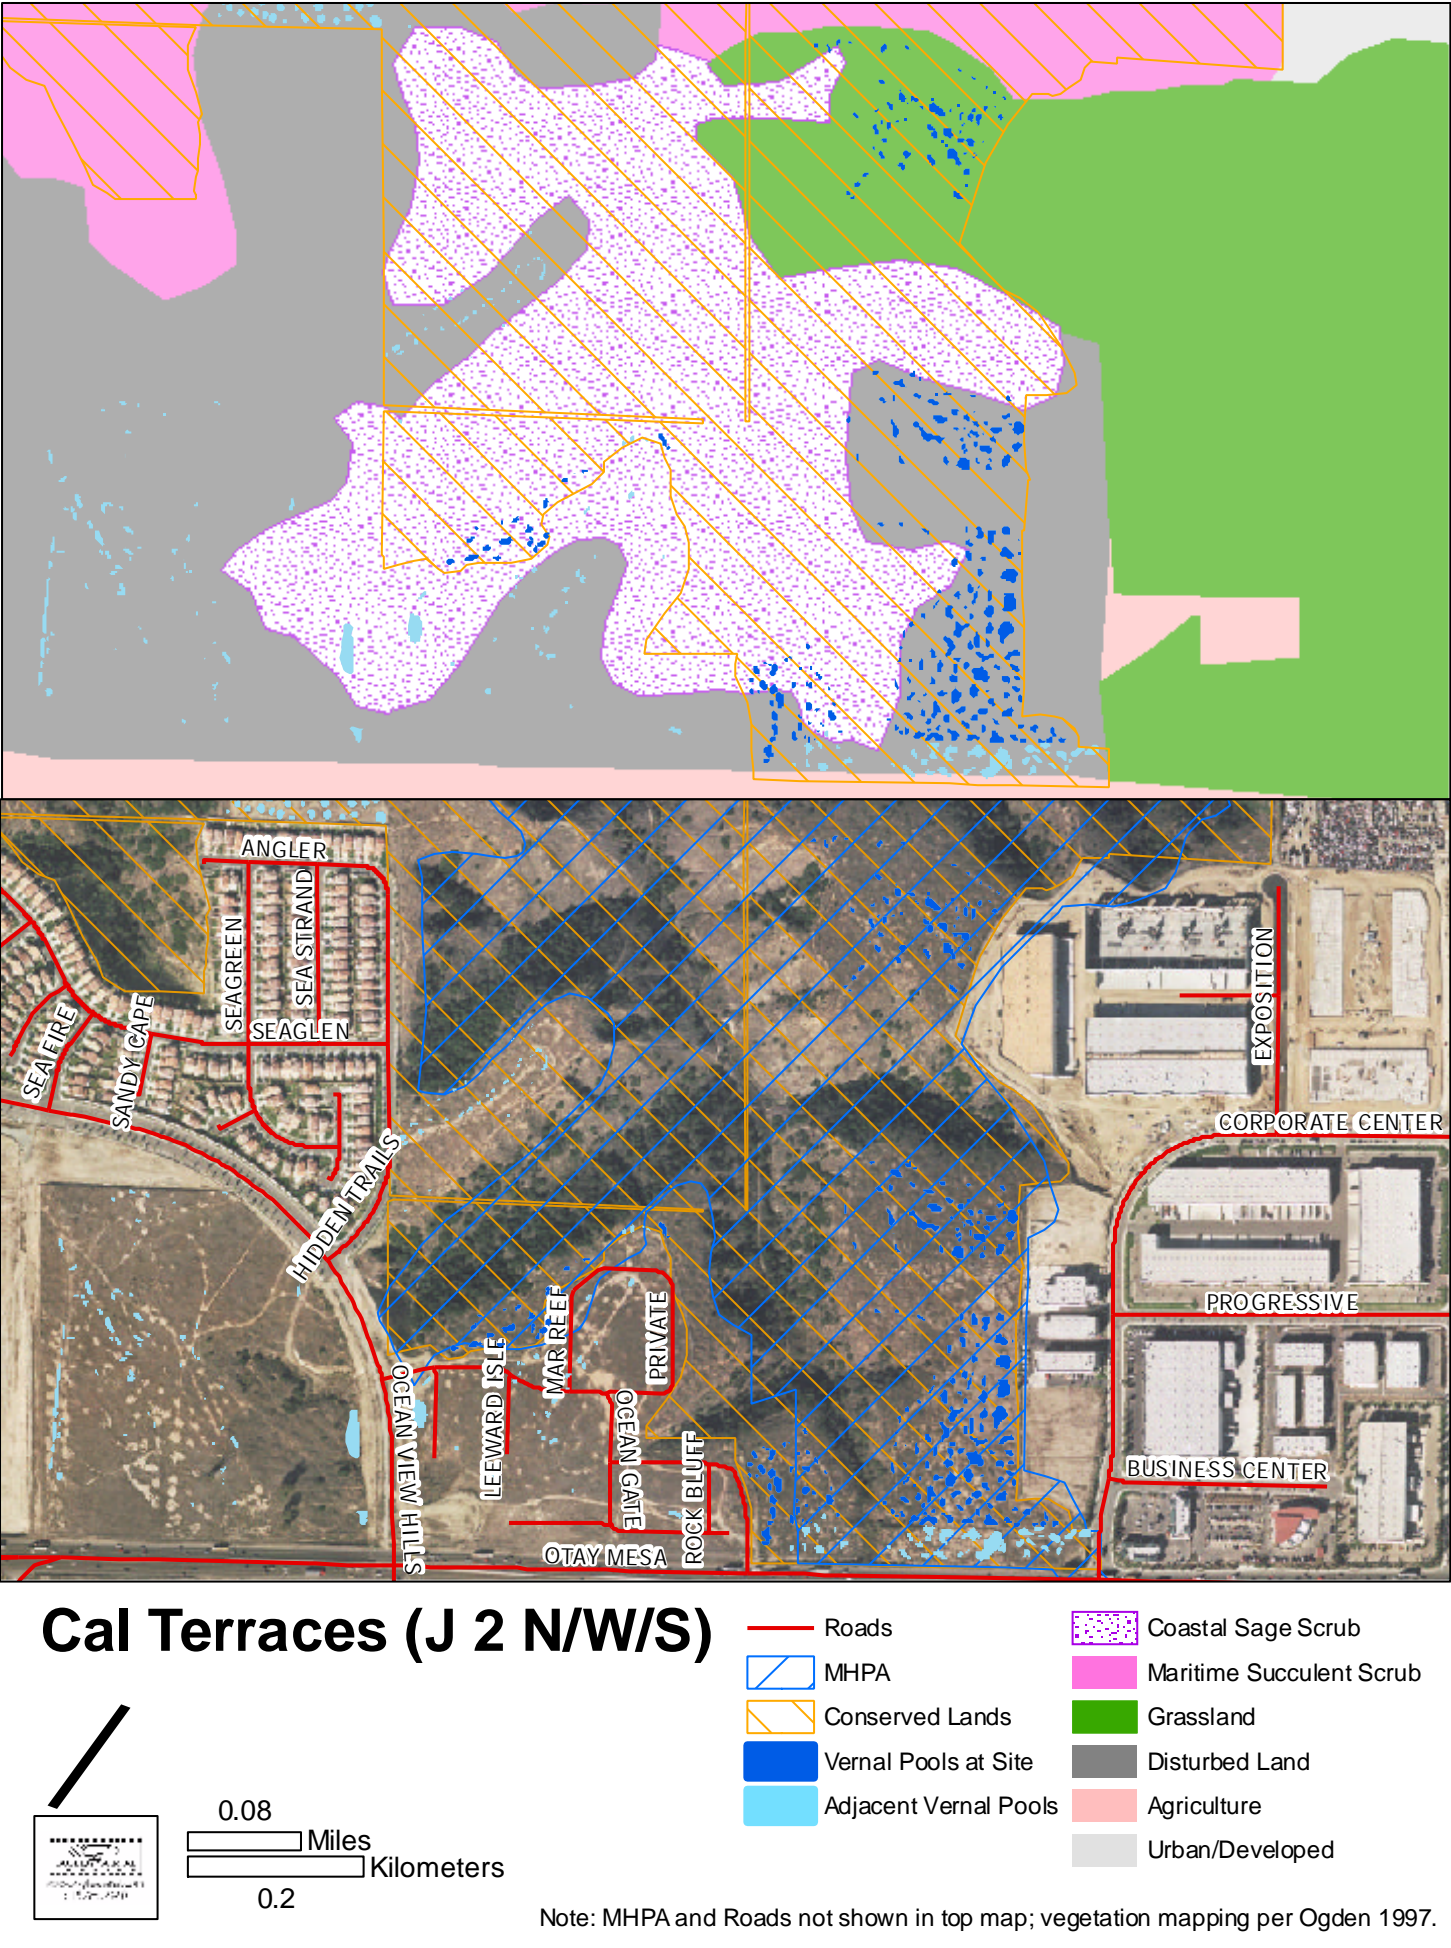 ANGLER
SEA STRAND
SEAGREEN
SEAGLEN
SEA FIRE
SANDY CAPE
HIDDEN TRAILS
EXPOSITION
CORPORATE CENTER
PROGRESSIVE
BUSINESS CENTER
OCEAN VIEW HILLS
LEEWARD ISLE
MAR REEF
PRIVATE
OCEAN GATE
ROCK BLUFF
OTAY MESA
Cal Terraces (J 2 N/W/S)
Roads
MHPA
Conserved Lands
Vernal Pools at Site
Adjacent Vernal Pools
Coastal Sage Scrub
Maritime Succulent Scrub
Grassland
Disturbed Land
Agriculture
Urban/Developed
0.08
Miles
Kilometers
0.2
Note: MHPA and Roads not shown in top map; vegetation mapping per Ogden 1997.